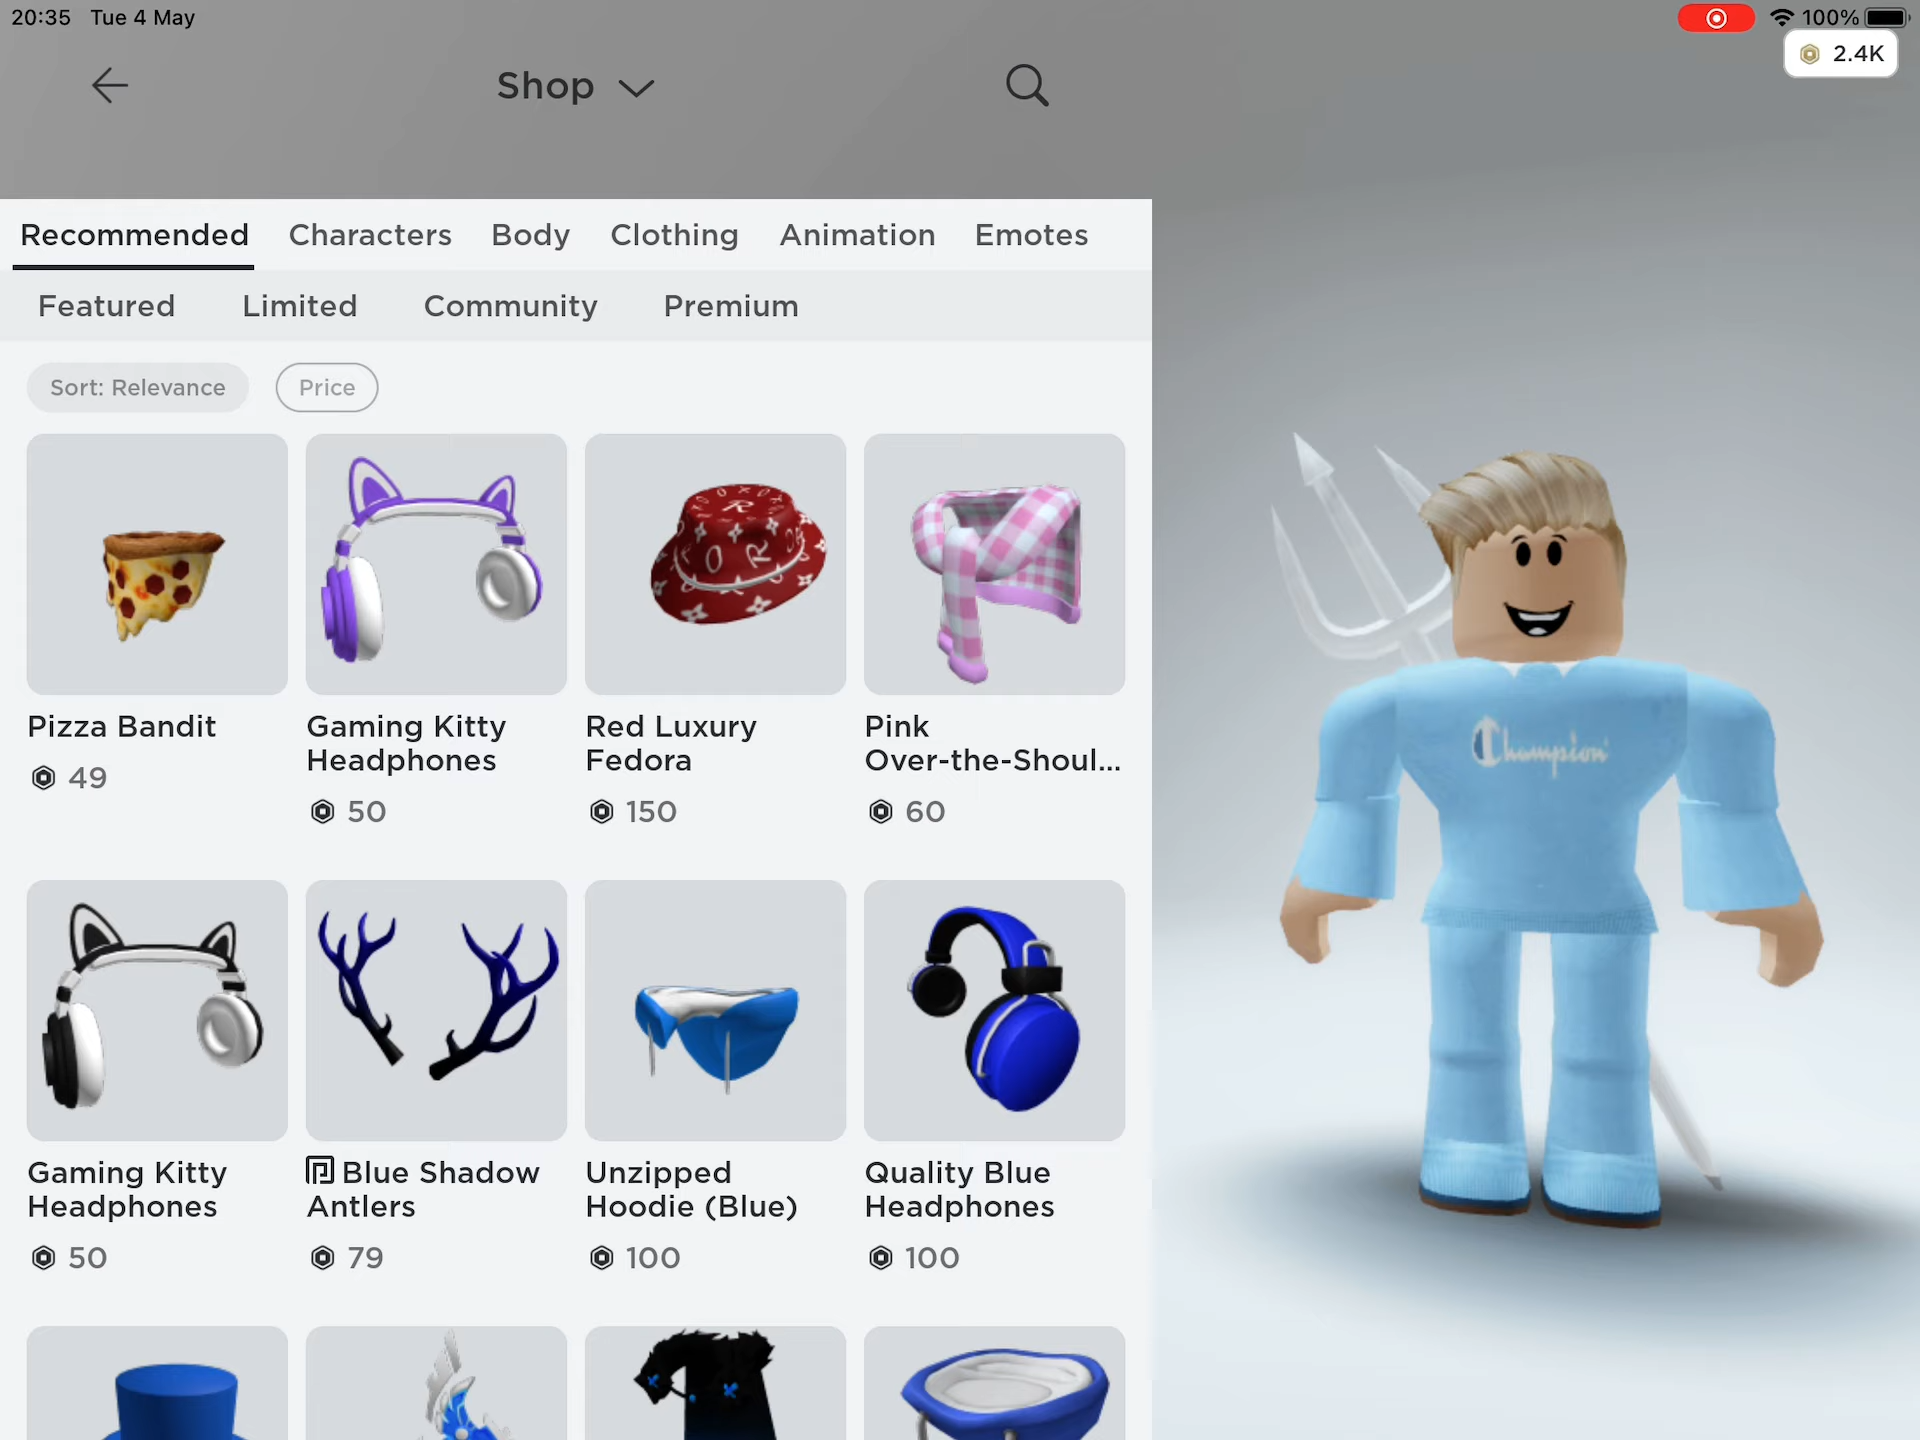 20:35 Tue 4 May
100%
2.4K
Shop
Recommended Characters Body Clothing Animation Emotes
Featured Limited Community Premium
Sort: Relevance Price
Pizza Bandit
49
Gaming Kitty
Headphones
50
Red Luxury
Fedora
150
Pink
Over-the-Shoul...
60
Gaming Kitty
Headphones
50
Blue Shadow
Antlers
79
Unzipped
Hoodie (Blue)
100
Quality Blue
Headphones
100
Champion